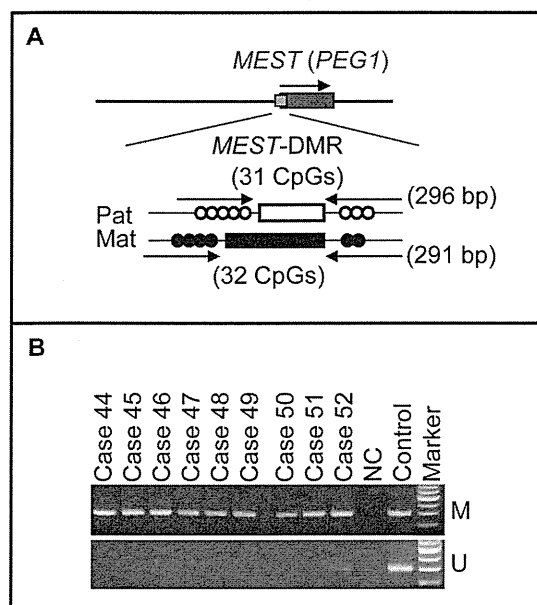 A
MEST (PEG1)
MEST-DMR
(31 CpGs)
(296 bp)
Pat
Mat
(291 bp)
(32 CpGs)
B
Case 44
Case 45
Case 46
Case 47
Case 48
Case 49
Case 50
Case 51
Case 52
NC
Control
Marker
M
U